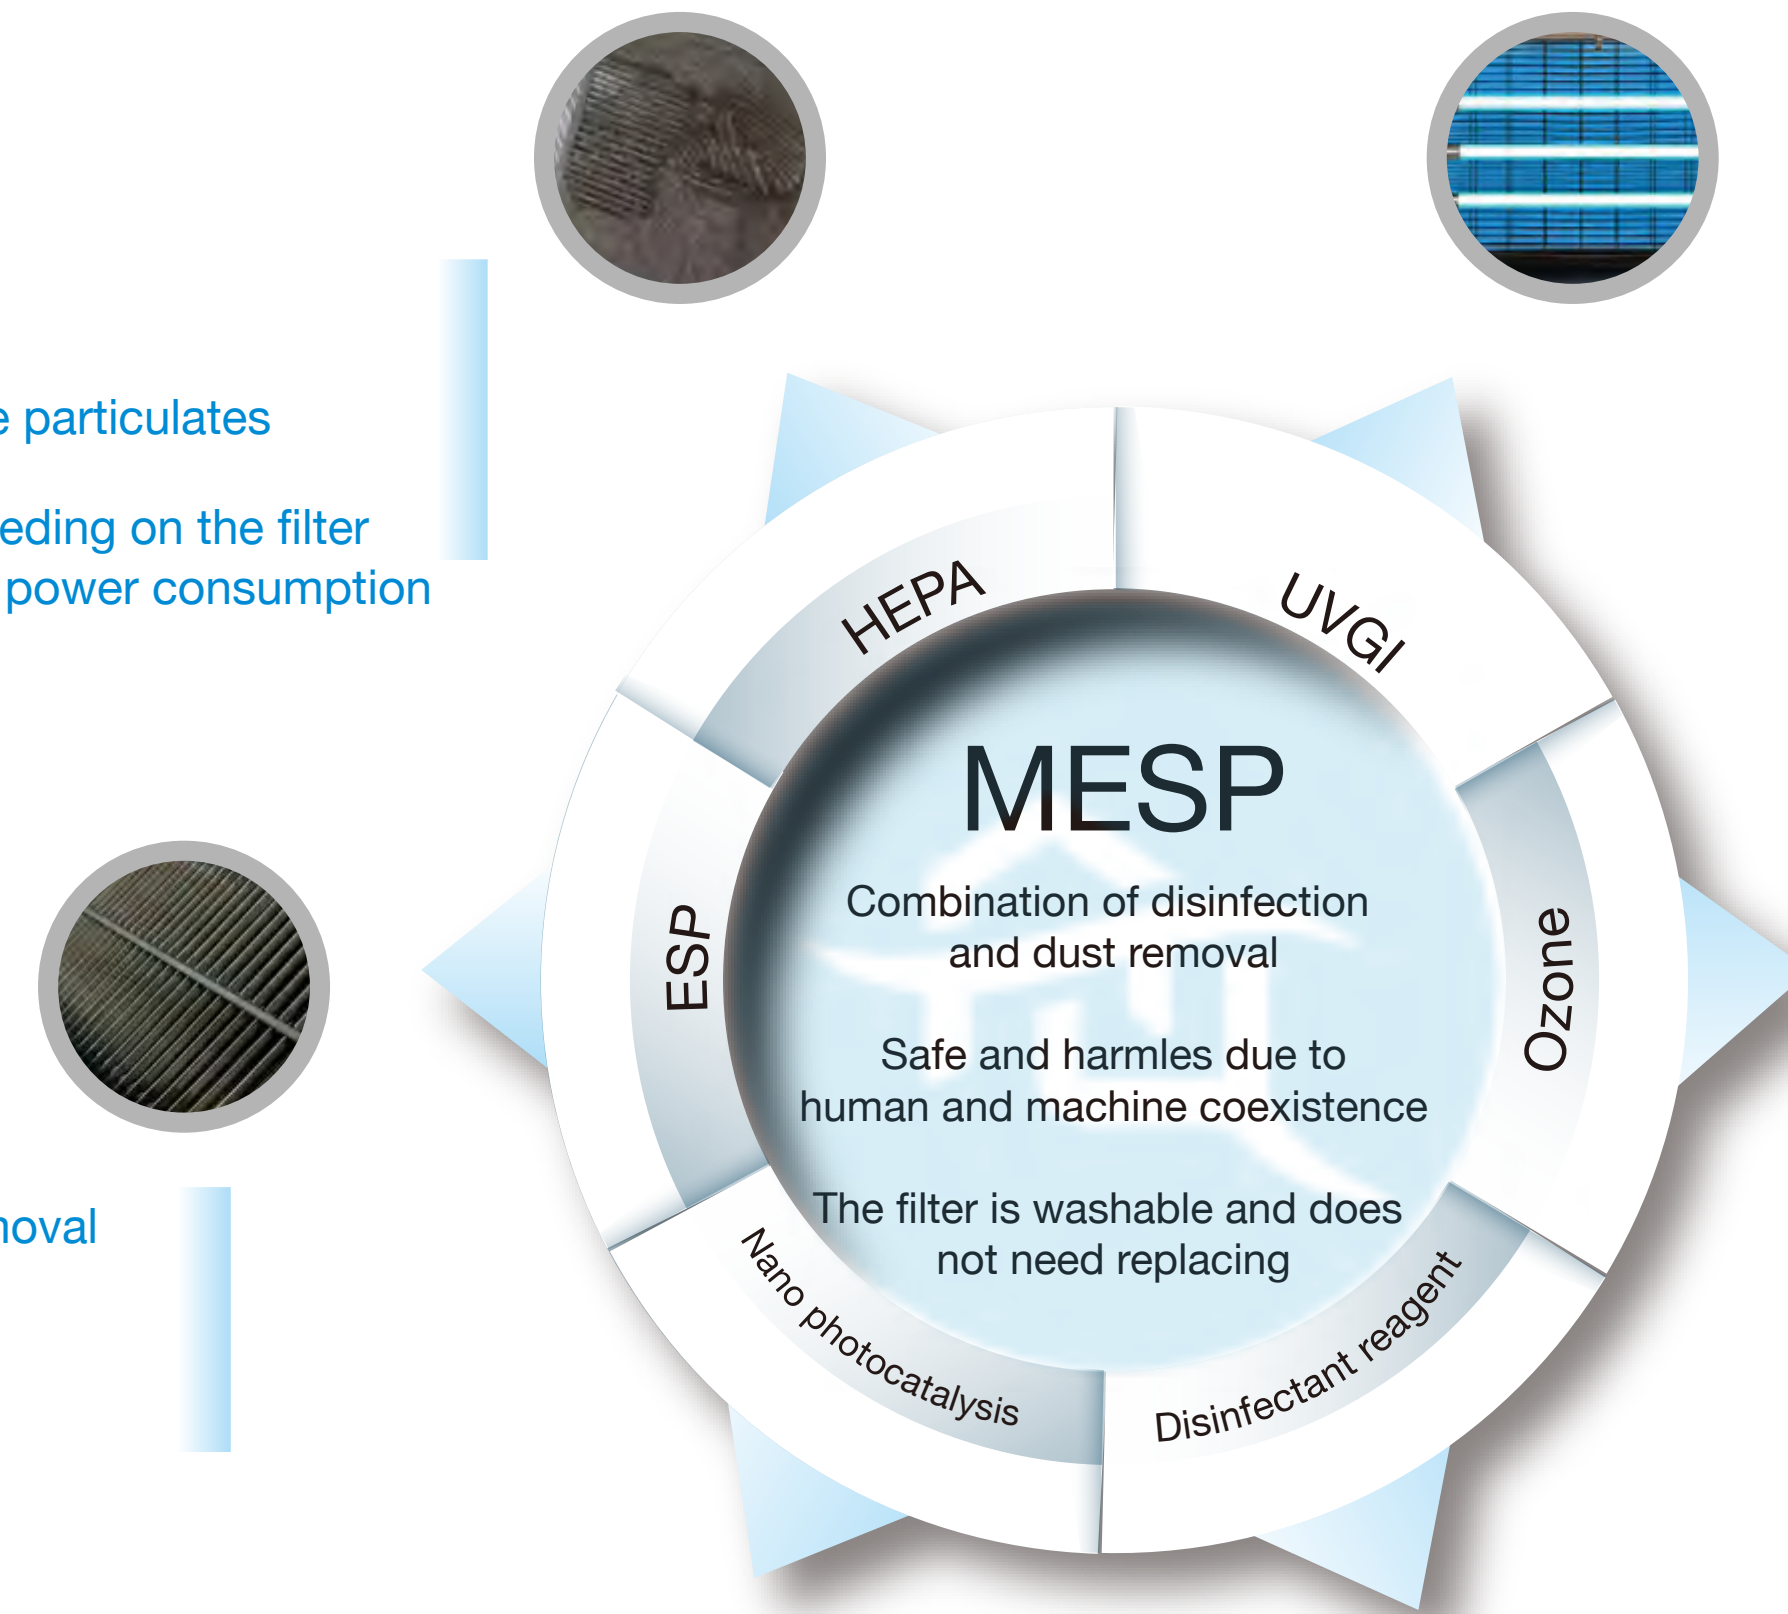 e particulates
eding on the filter
power consumption
HEPA
UVGI
MESP
Combination of disinfection
and dust removal
Safe and harmles due to
human and machine coexistence
The filter is washable and does
not need replacing
ESP
Ozone
noval
Nano photocatalysis
Disinfectant reagent